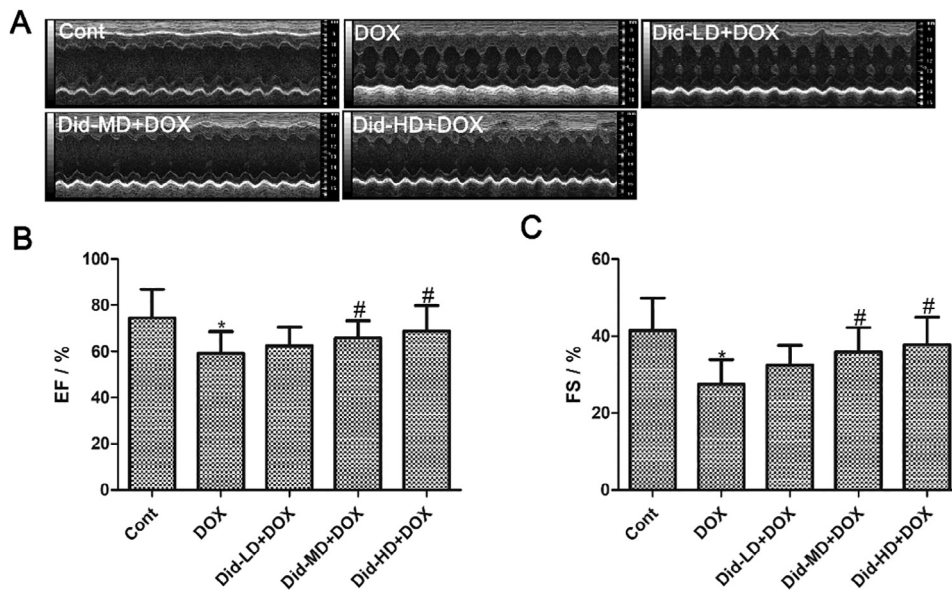 A
Cont
DOX
Did-LD+DOX
Did-MD+DOX
Did-HD+DOX
B
C
100
80
60
40
20
0
EF / %
*
#
#
Cont
DOX
Did-LD+DOX
Did-MD+DOX
Did-HD+DOX
60
40
20
0
FS / %
*
#
#
Cont
DOX
Did-LD+DOX
Did-MD+DOX
Did-HD+DOX